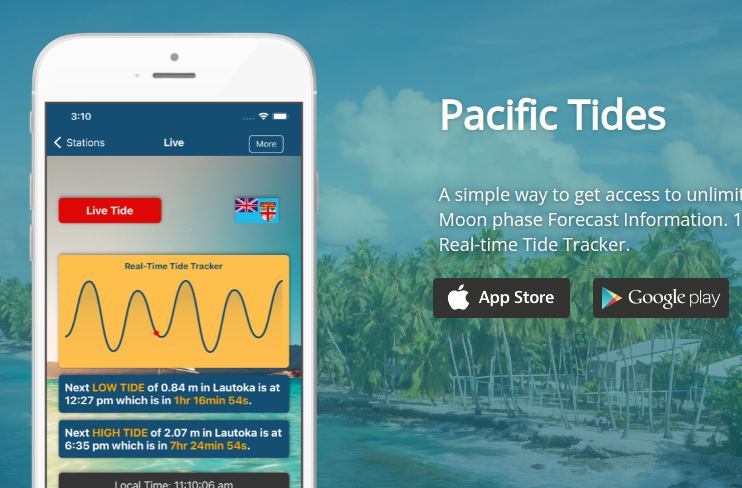 3:10
Stations
Live
More
Live Tide
Real-Time Tide Tracker
Next LOW TIDE of 0.84 m in Lautoka is at
12:27 pm which is in 1hr 16min 54s.
Next HIGH TIDE of 2.07 m in Lautoka is at
6:35 pm which is in 7hr 24min 54s.
Local Time: 11:10:06 am
Pacific Tides
A simple way to get access to
Moon phase Forecast Information.
Real-time Tide Tracker.
App Store
Google play